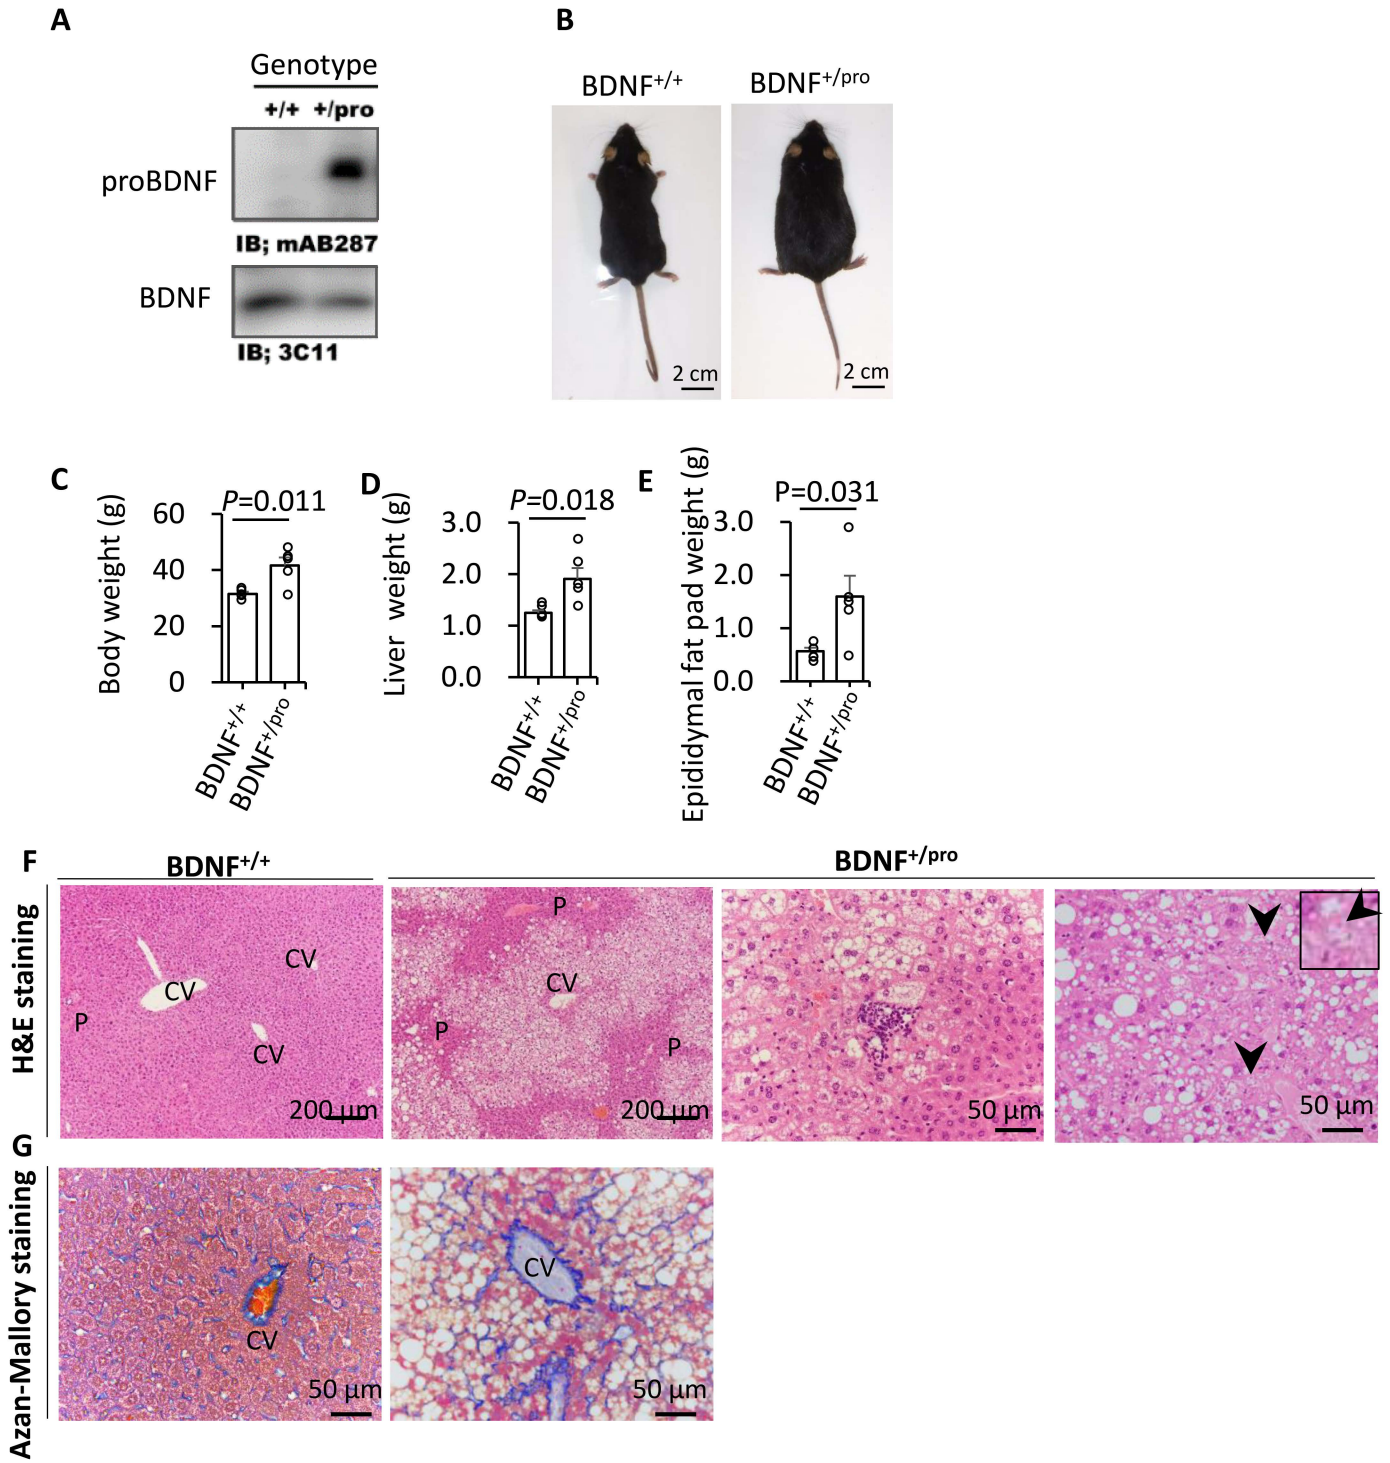 A
Genotype
+/+ +/pro
proBDNF
IB; mAB287
BDNF
IB; 3C11
B
BDNF+/+
BDNF+/pro
2 cm
2 cm
C
Body weight (g)
P=0.011
60
40
20
0
BDNF+/+
BDNF+/pro
D
Liver weight (g)
P=0.018
3.0
2.0
1.0
0.0
BDNF+/+
BDNF+/pro
E
Epididymal fat pad weight (g)
P=0.031
3.0
2.0
1.0
0.0
BDNF+/+
BDNF+/pro
F
BDNF+/+
BDNF+/pro
H&E staining
CV
CV
P
CV
200 μm
P
CV
P
P
200 μm
50 μm
50 μm
G
Azan-Mallory staining
CV
50 μm
CV
50 μm